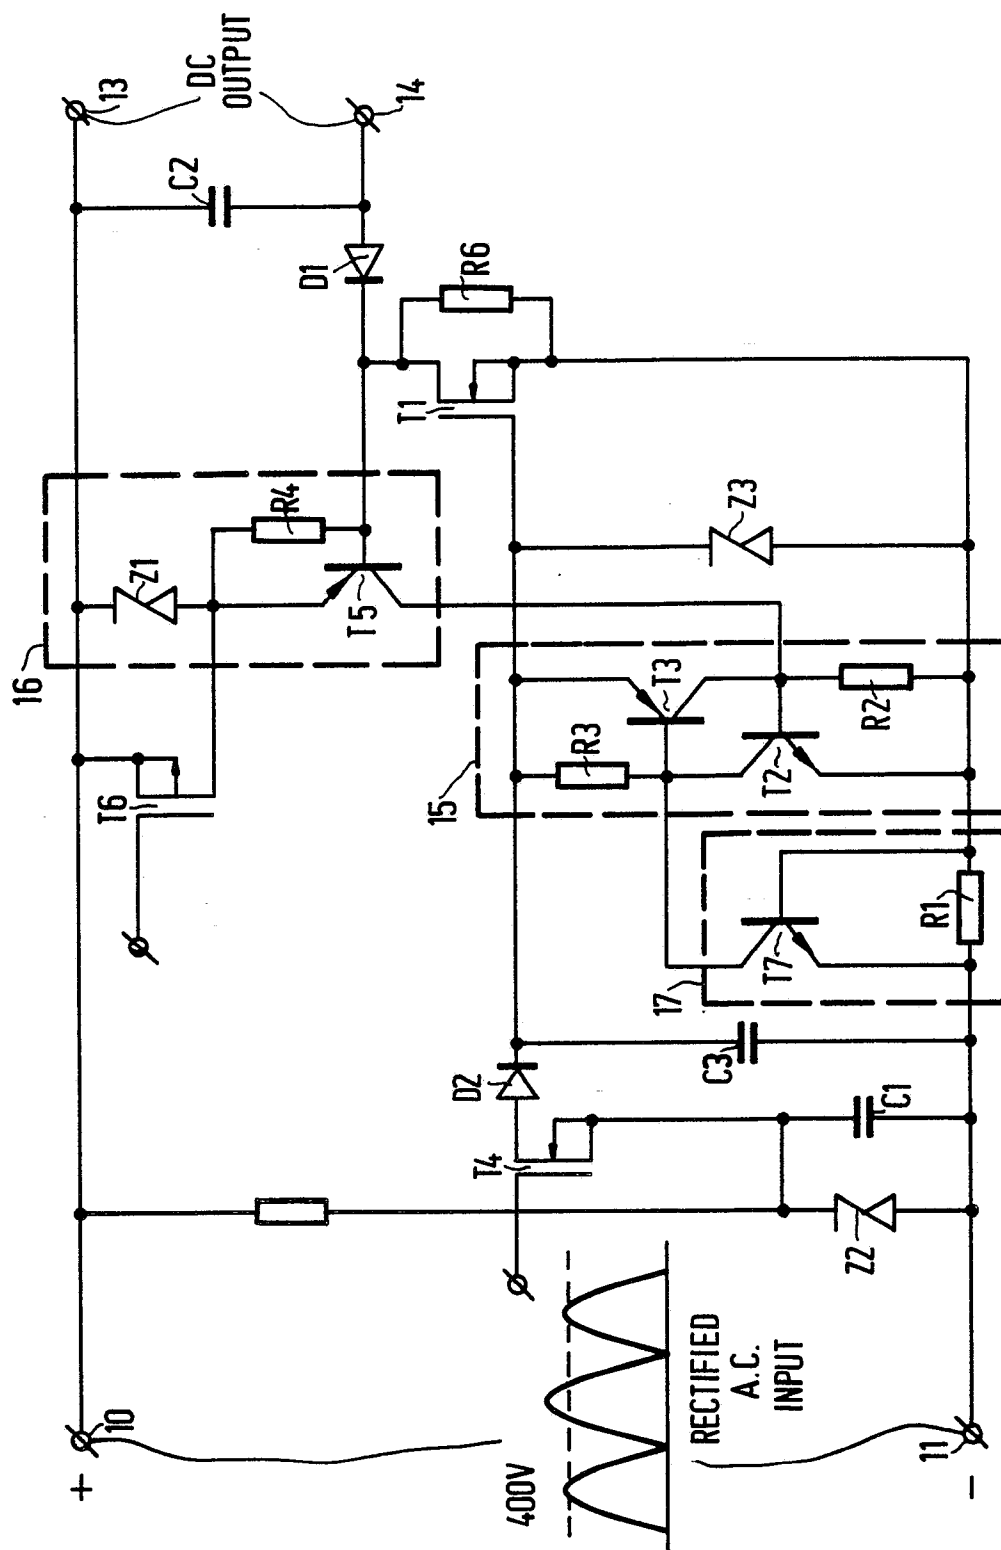 +
10
400V
RECTIFIED
A.C.
INPUT
11
-
Z2
C1
T4
D2
C3
17
T7
R1
T6
15
R3
T3
T2
R2
16
Z1
R4
T5
Z3
T1
R6
D1
C2
13
DC
OUTPUT
14